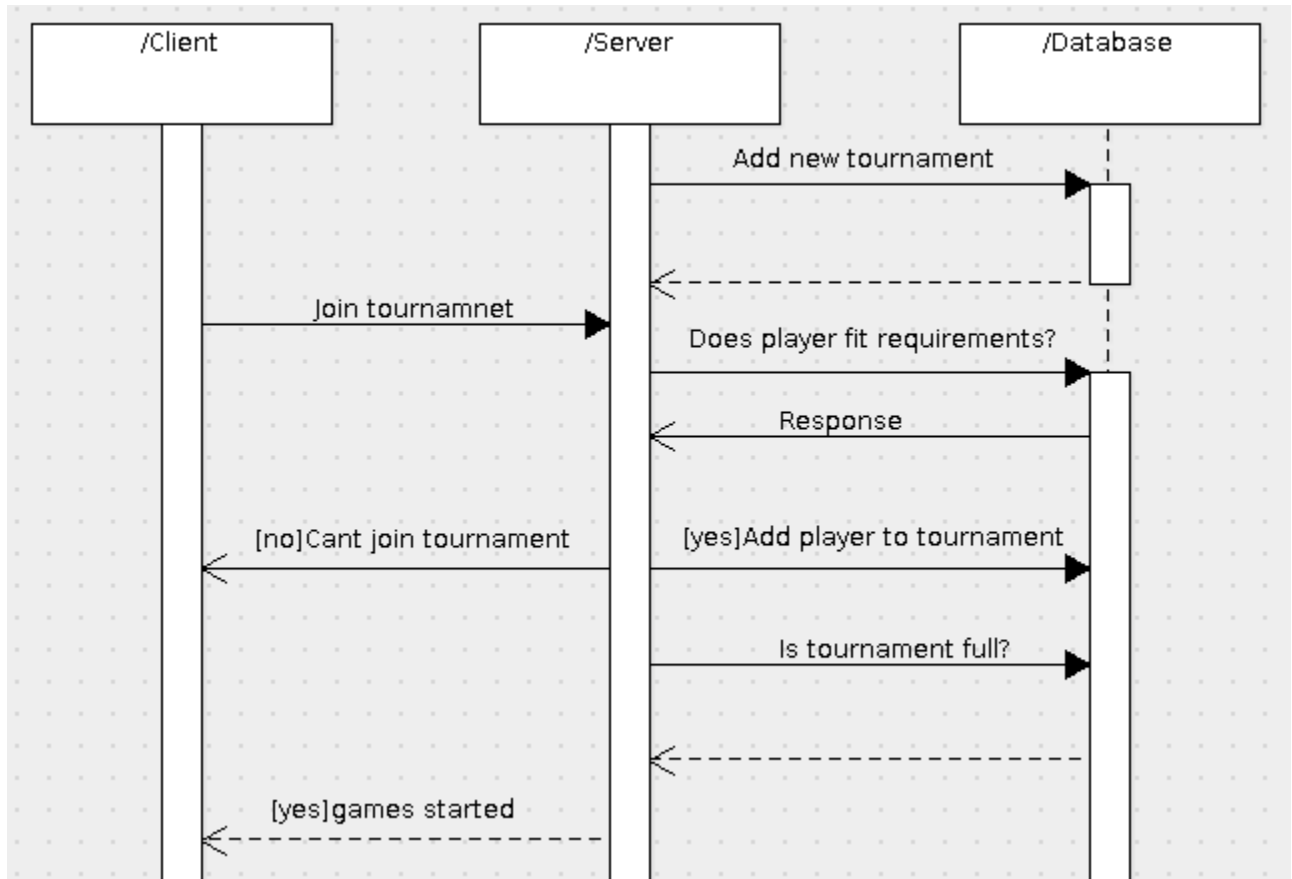 /Client
/Server
/Database
Add new tournament
Join tournamnet
Does player fit requirements?
Response
[no]Cant join tournament
[yes]Add player to tournament
Is tournament full?
[yes]games started